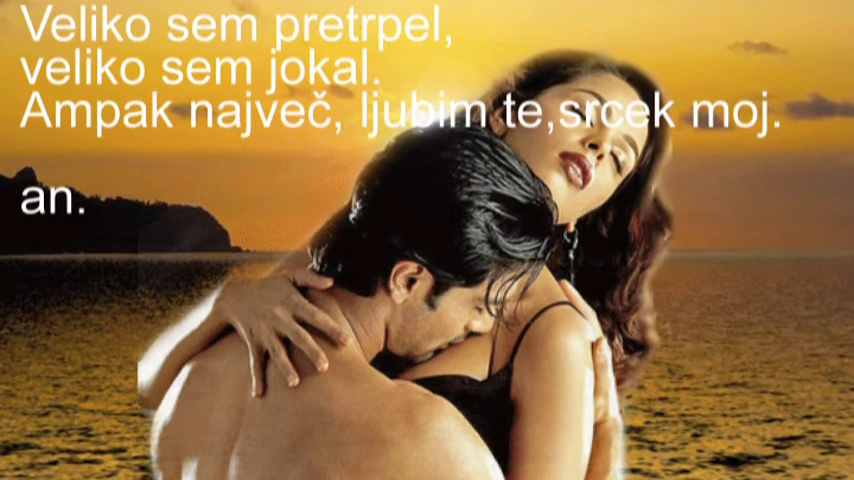 Veliko sem pretrpel,
veliko sem jokal.
Ampak največ, ljubim te,srcek moj.
an.